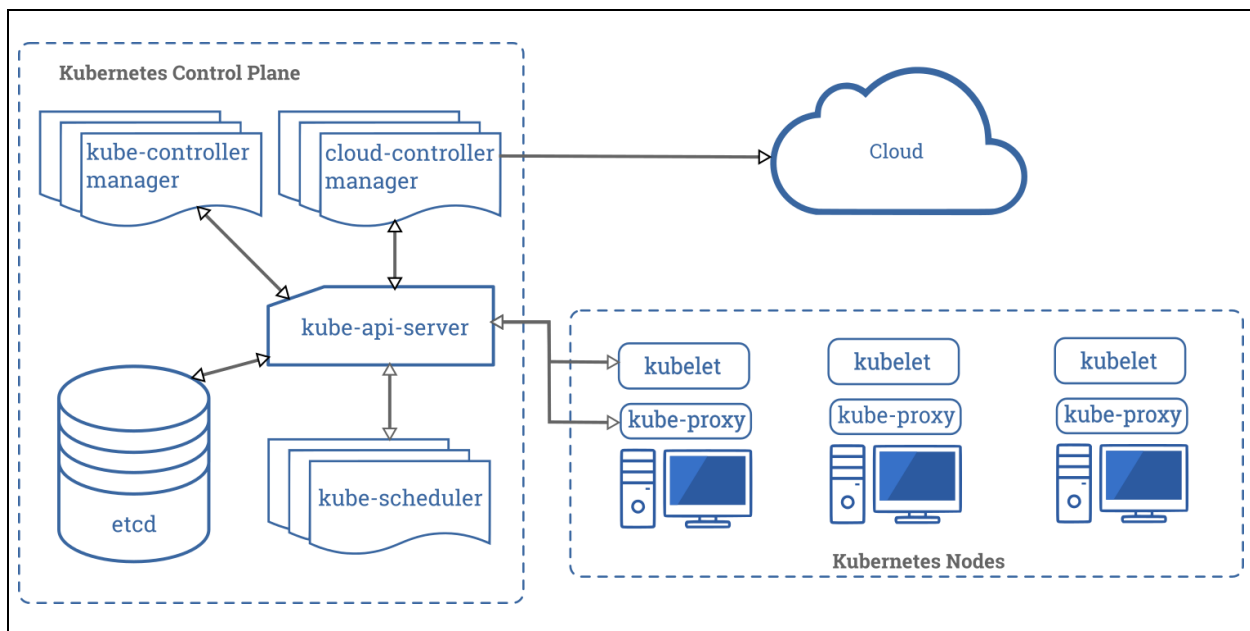 Kubernetes Control Plane
kube-controller
manager
cloud-controller
manager
Cloud
kube-api-server
kubelet
kubelet
kubelet
kube-proxy
kube-proxy
kube-proxy
etcd
kube-scheduler
Kubernetes Nodes